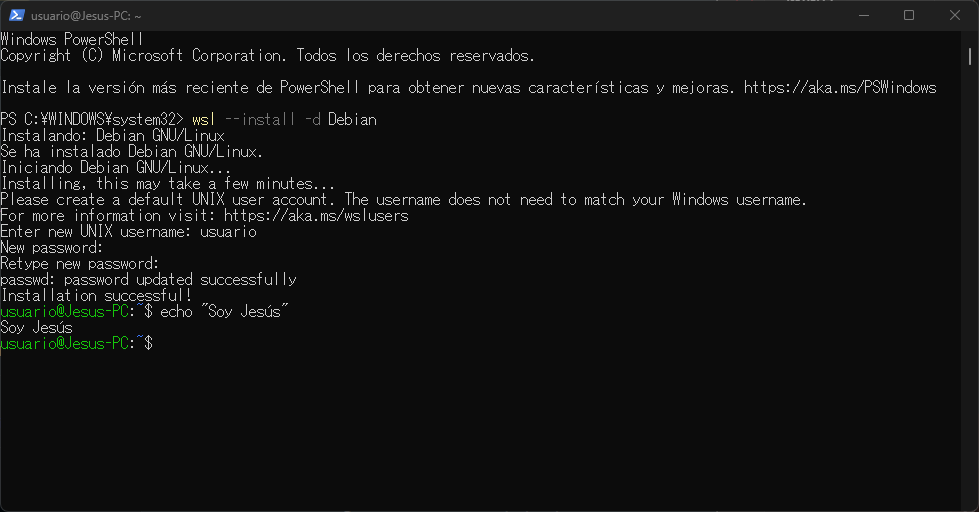 usuario@Jesus-PC: ~
Windows PowerShell
Copyright (C) Microsoft Corporation. Todos los derechos reservados.
Instale la versión más reciente de PowerShell para obtener nuevas características y mejoras. https://aka.ms/PSWindows
PS C:¥WINDOWS¥system32> wsl --install -d Debian
Instalando: Debian GNU/Linux
Se ha instalado Debian GNU/Linux.
Iniciando Debian GNU/Linux...
Installing, this may take a few minutes...
Please create a default UNIX user account. The username does not need to match your Windows username.
For more information visit: https://aka.ms/wslusers
Enter new UNIX username: usuario
New password:
Retype new password:
passwd: password updated successfully
Installation successful!
usuario@Jesus-PC:~$ echo "Soy Jesús"
Soy Jesús
usuario@Jesus-PC:~$